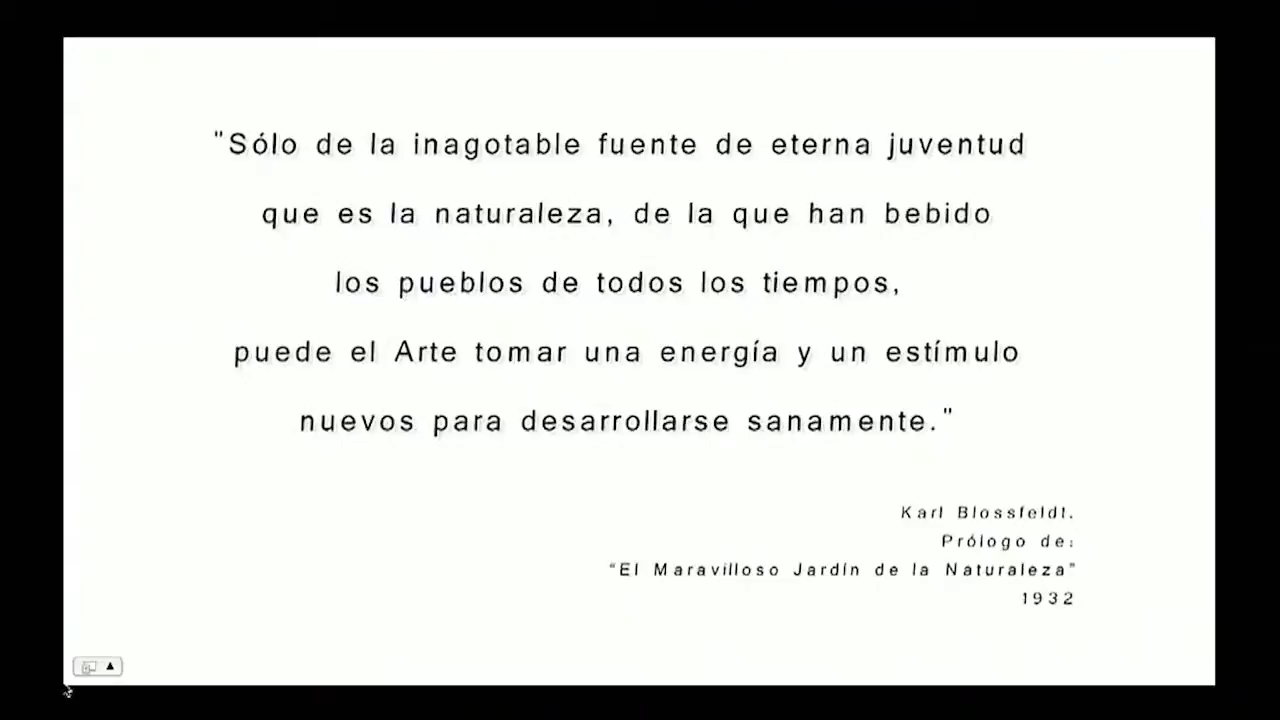 "Sólo de la inagotable fuente de eterna juventud
que es la naturaleza, de la que han bebido
los pueblos de todos los tiempos,
puede el Arte tomar una energía y un estímulo
nuevos para desarrollarse sanamente."
Karl Blossfeldt.
Prólogo de:
"El Maravilloso Jardín de la Naturaleza"
1932